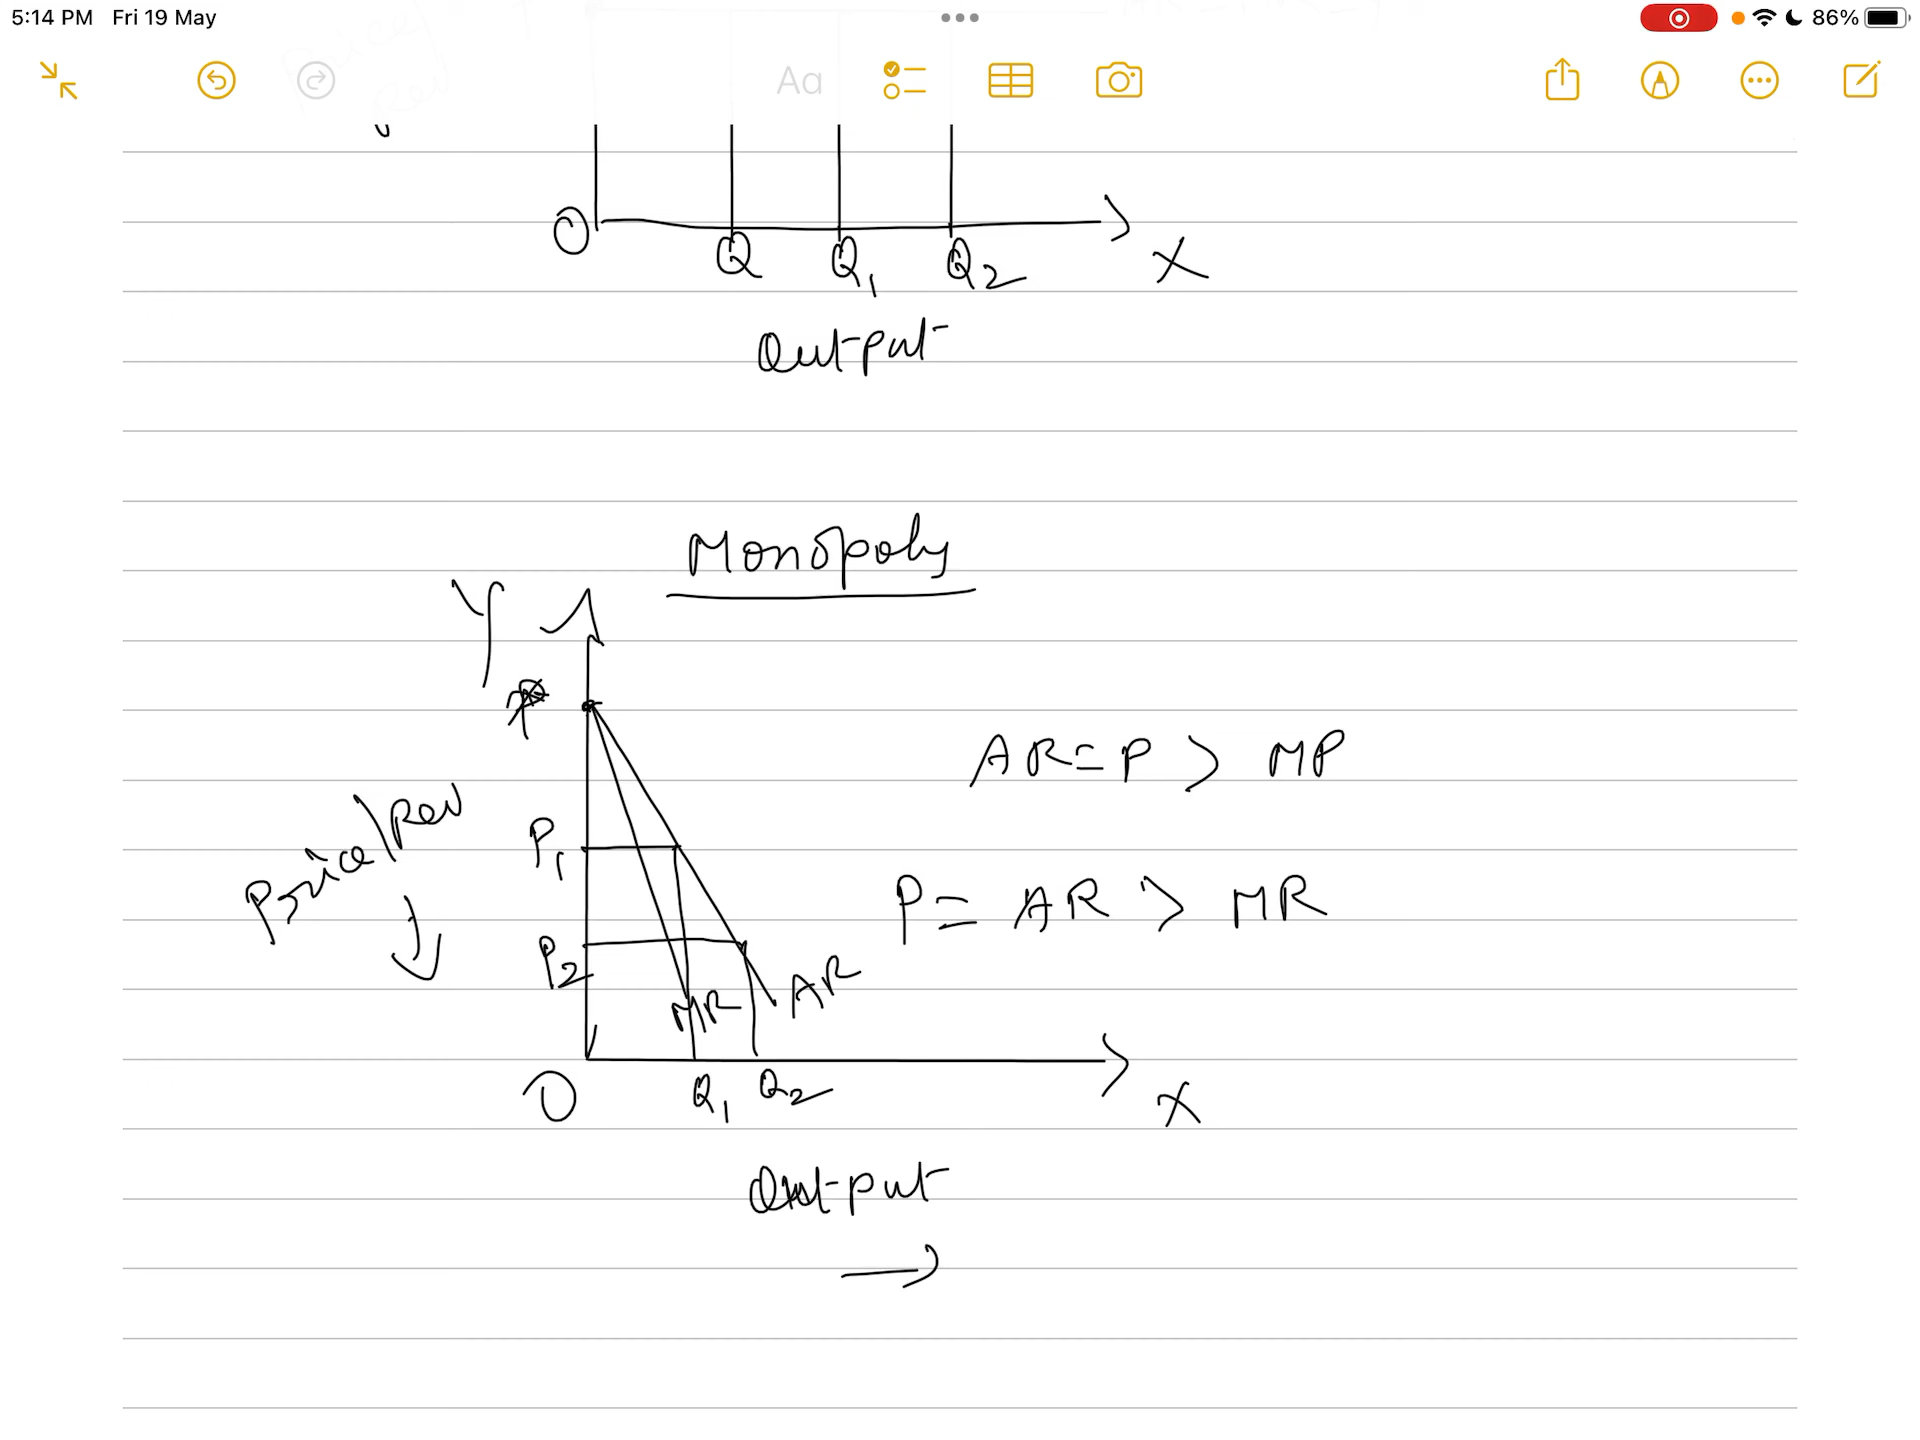 5:14 PM Fri 19 May
86%
Aa
O Q Q1 Q2 X
Output
Monopoly
Y
P
AR = P > MP
Price/Rev
P1
P = AR > MR
P2
MR AR
O Q1 Q2 X
Output